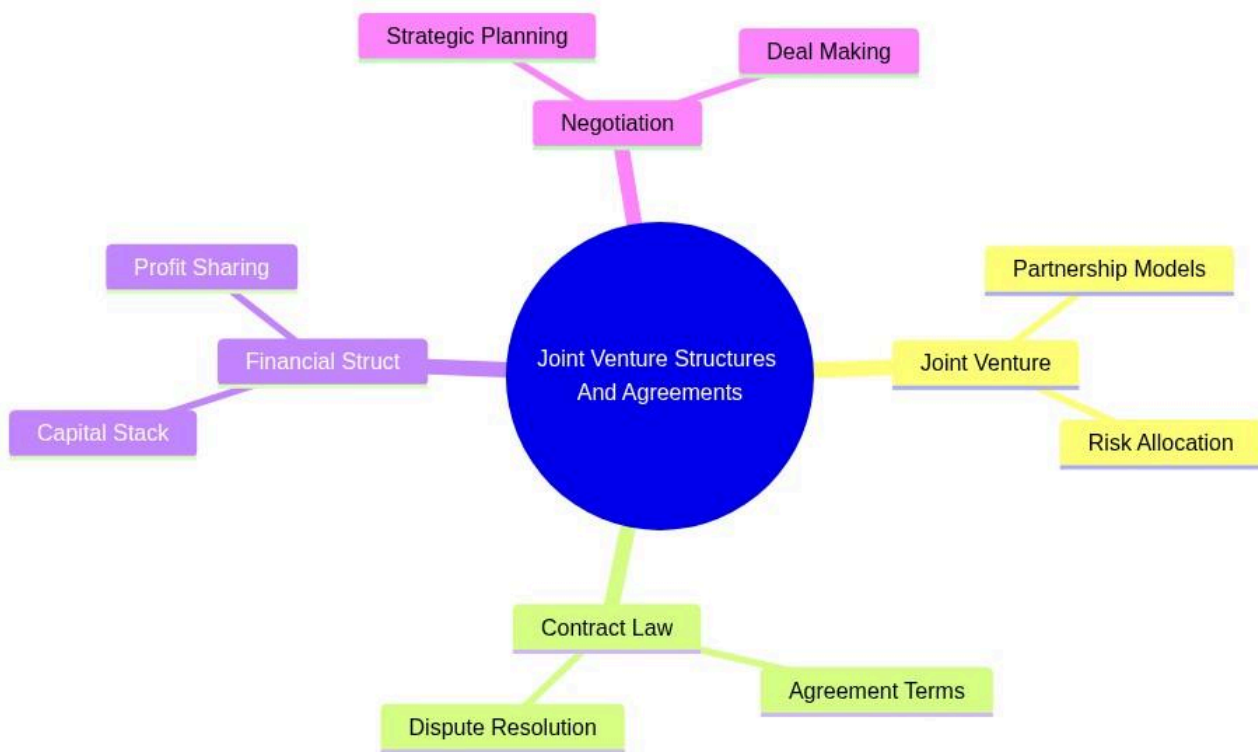 Strategic Planning
Deal Making
Negotiation
Profit Sharing
Partnership Models
Financial Struct
Joint Venture Structures
And Agreements
Joint Venture
Capital Stack
Risk Allocation
Contract Law
Agreement Terms
Dispute Resolution